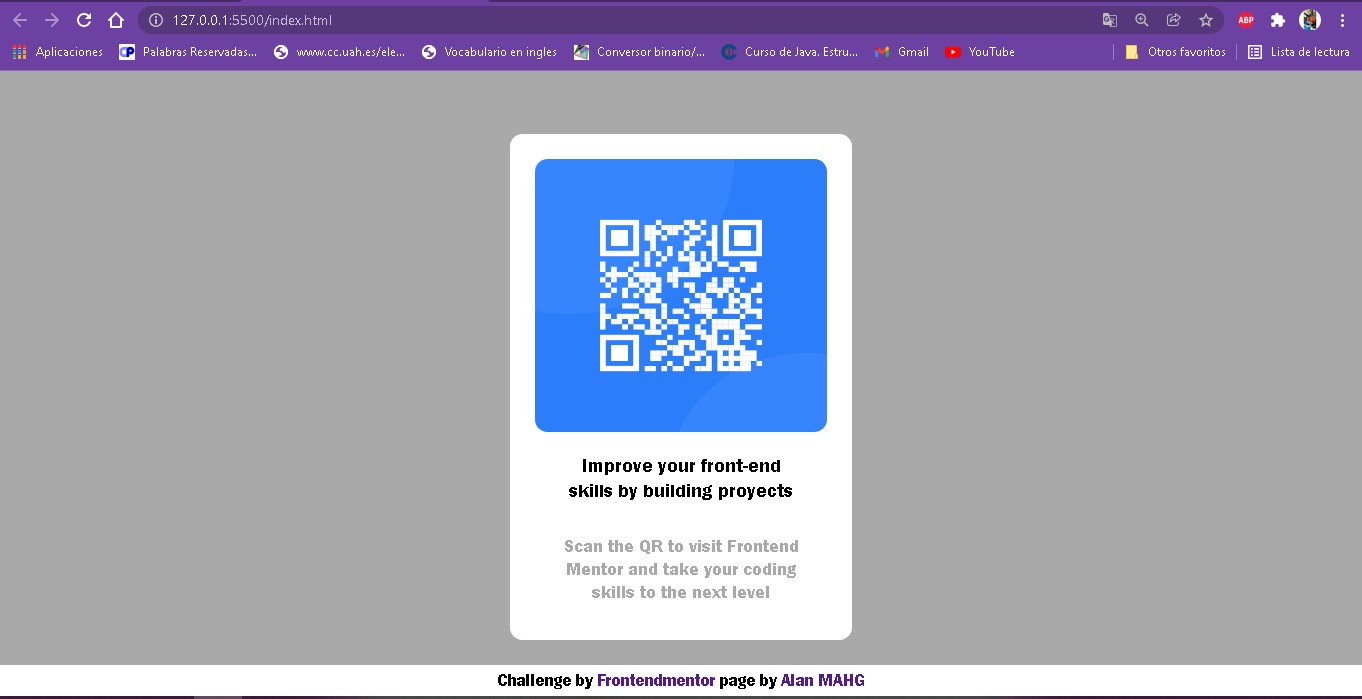 127.0.0.1:5500/index.html
ABP
Aplicaciones
CP Palabras Reservadas...
www.cc.uah.es/ele...
Vocabulario en ingles
Conversor binario/...
Curso de Java. Estru...
Gmail
YouTube
Otros favoritos
Lista de lectura
Improve your front-end
skills by building proyects
Scan the QR to visit Frontend
Mentor and take your coding
skills to the next level
Challenge by Frontendmentor page by Alan MAHG